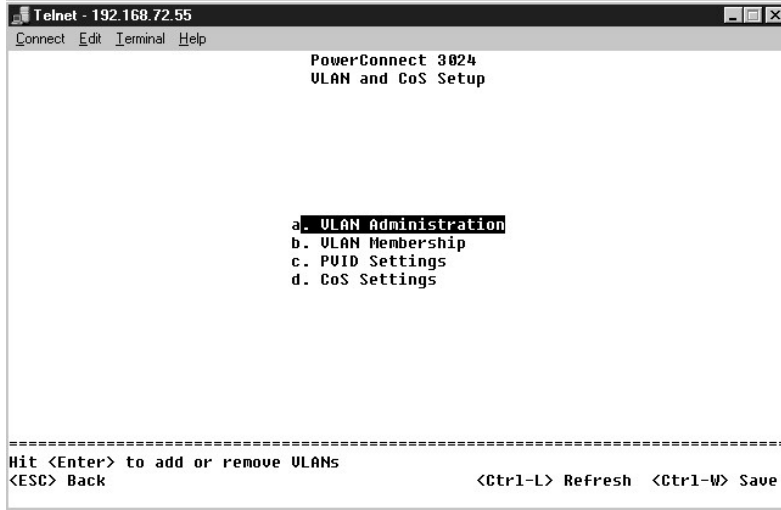 Telnet - 192.168.72.55
Connect Edit Terminal Help
PowerConnect 3024
VLAN and CoS Setup
a. VLAN Administration
b. VLAN Membership
c. PVID Settings
d. CoS Settings
================================================================================
Hit <Enter> to add or remove VLANs
<ESC> Back <Ctrl-L> Refresh <Ctrl-W> Save